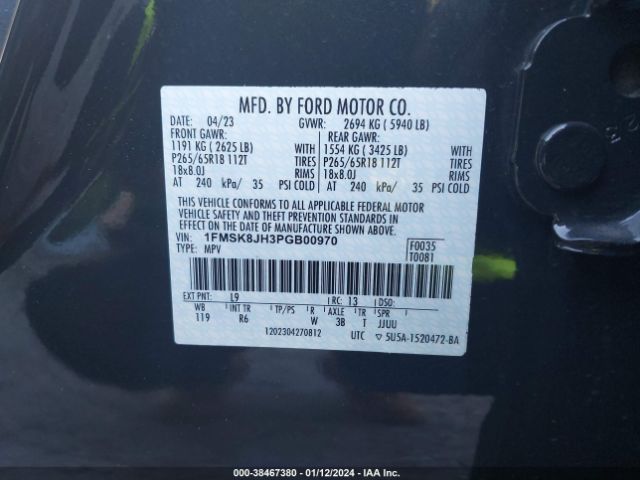 MFD. BY FORD MOTOR CO.
DATE: 04/23 GVWR: 2694 KG ( 5940 LB)
FRONT GAWR: REAR GAWR:
1191 KG ( 2625 LB) WITH 1554 KG ( 3425 LB) WITH
P265/65R18 112T TIRES P265/65R18 112T TIRES
18x8.0J RIMS 18x8.0J RIMS
AT 240 kPa/ 35 PSI COLD AT 240 kPa/ 35 PSI COLD
THIS VEHICLE CONFORMS TO ALL APPLICABLE FEDERAL MOTOR
VEHICLE SAFETY AND THEFT PREVENTION STANDARDS IN
EFFECT ON THE DATE OF MANUFACTURE SHOWN ABOVE.
VIN: 1FMSK8JH3PGB00970
TYPE: MPV
F0035
T0081
EXT PNT: L9 RC: 13 DSO:
WB INT TR TP/PS R AXLE TR SPR
119 R6 W 3B T JJUU
1202304270812 UTC ▽ 5U5A-1520472-BA
000-38467380 - 01/12/2024 - IAA, Inc.